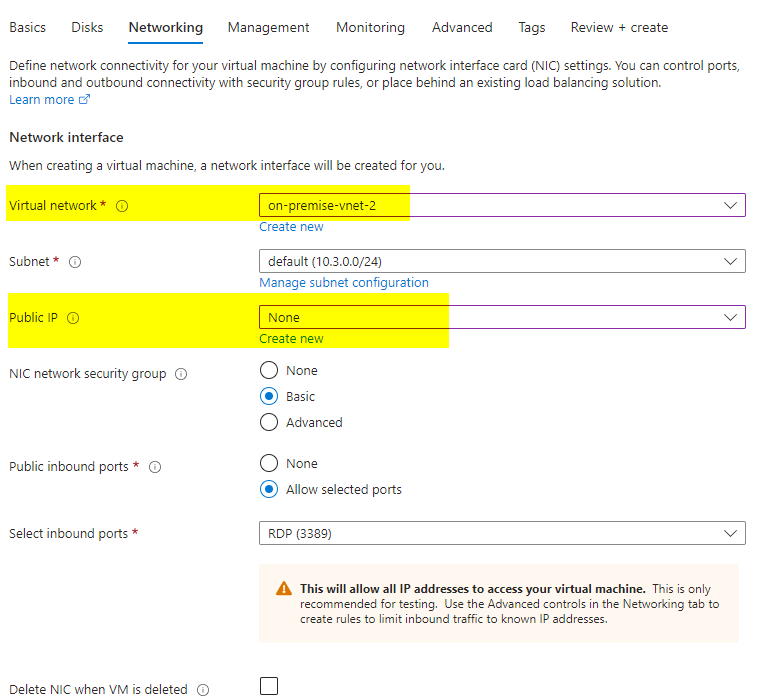 Basics Disks Networking Management Monitoring Advanced Tags Review + create
Define network connectivity for your virtual machine by configuring network interface card (NIC) settings. You can control ports,
inbound and outbound connectivity with security group rules, or place behind an existing load balancing solution.
Learn more
Network interface
When creating a virtual machine, a network interface will be created for you.
Virtual network * on-premise-vnet-2
Create new
Subnet * default (10.3.0.0/24)
Manage subnet configuration
Public IP None
Create new
NIC network security group None
Basic
Advanced
Public inbound ports * None
Allow selected ports
Select inbound ports * RDP (3389)
This will allow all IP addresses to access your virtual machine. This is only
recommended for testing. Use the Advanced controls in the Networking tab to
create rules to limit inbound traffic to known IP addresses.
Delete NIC when VM is deleted